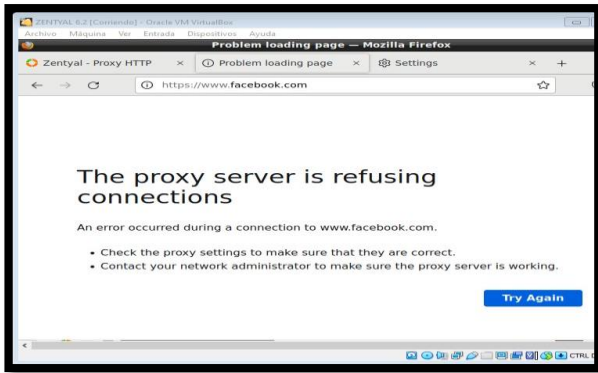 ZENTYAL 6.2 [Corriendo] - Oracle VM VirtualBox
Archivo Máquina Ver Entrada Dispositivos Ayuda
Problem loading page — Mozilla Firefox
Zentyal - Proxy HTTP × Problem loading page × Settings × +
https://www.facebook.com
The proxy server is refusing
connections
An error occurred during a connection to www.facebook.com.
• Check the proxy settings to make sure that they are correct.
• Contact your network administrator to make sure the proxy server is working.
Try Again
CTRL